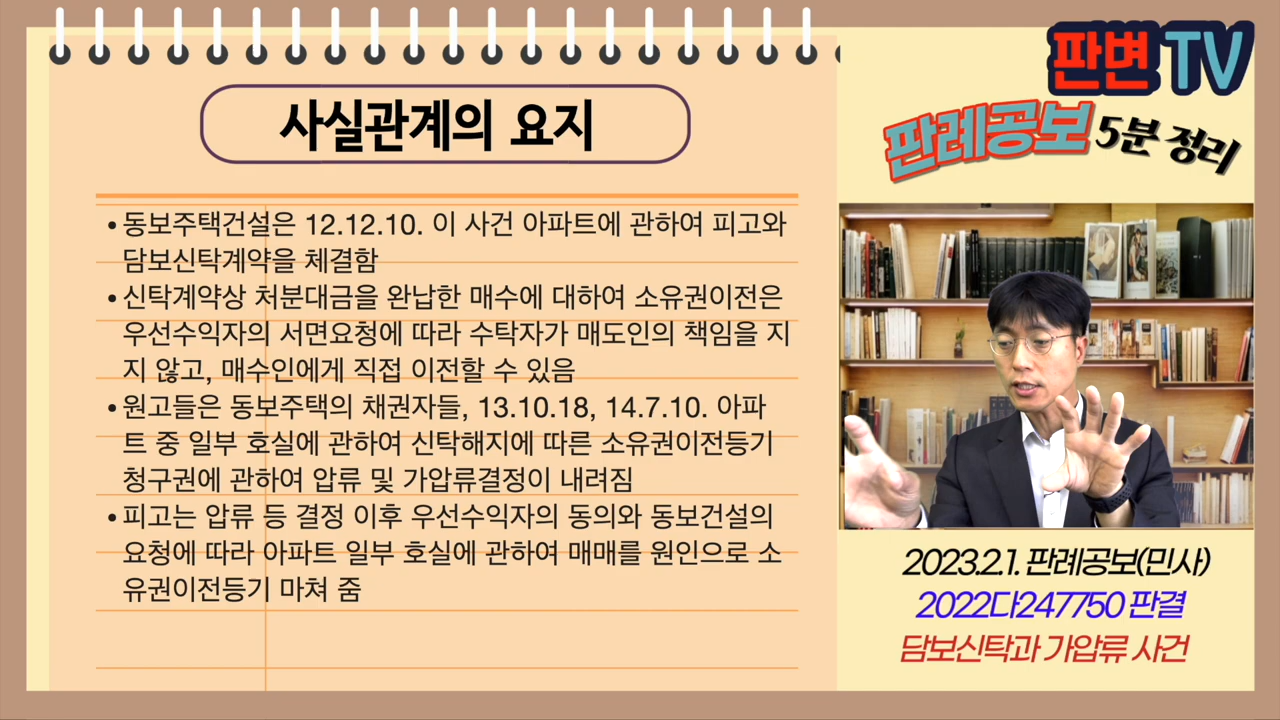 사실관계의 요지
• 동보주택건설은 12.12.10. 이 사건 아파트에 관하여 피고와
담보신탁계약을 체결함
• 신탁계약상 처분대금을 완납한 매수에 대하여 소유권이전은
우선수익자의 서면요청에 따라 수탁자가 매도인의 책임을 지
지 않고, 매수인에게 직접 이전할 수 있음
• 원고들은 동보주택의 채권자들, 13.10.18, 14.7.10. 아파
트 중 일부 호실에 관하여 신탁해지에 따른 소유권이전등기
청구권에 관하여 압류 및 가압류결정이 내려짐
• 피고는 압류 등 결정 이후 우선수익자의 동의와 동보건설의
요청에 따라 아파트 일부 호실에 관하여 매매를 원인으로 소
유권이전등기 마쳐 줌
판변 TV
판례공보 5분 정리
2023.2.1. 판례공보(민사)
2022다247750 판결
담보신탁과 가압류 사건